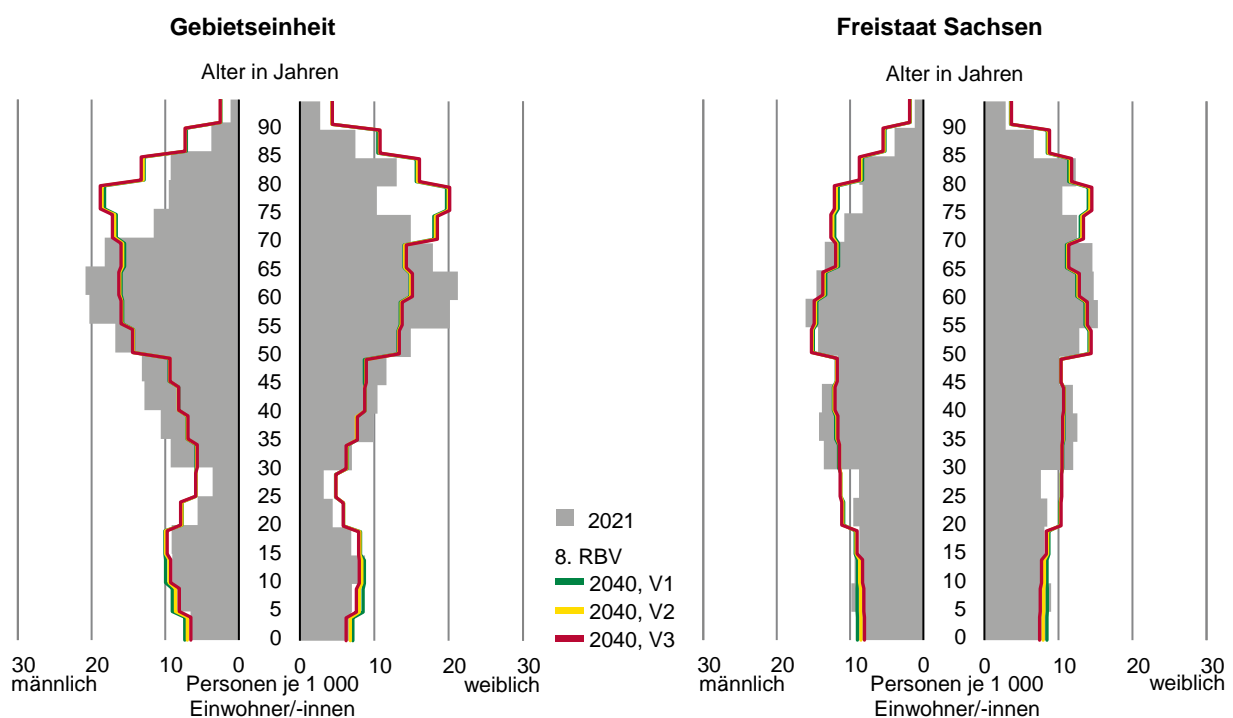 Gebietseinheit
Freistaat Sachsen
Alter in Jahren
Alter in Jahren
90
85
80
75
70
65
60
55
50
45
40
35
30
25
20
15
10
5
0
90
85
80
75
70
65
60
55
50
45
40
35
30
25
20
15
10
5
0
2021
8. RBV
2040, V1
2040, V2
2040, V3
30 20 10 0 0 10 20 30
männlich Personen je 1 000 weiblich
Einwohner/-innen
30 20 10 0 0 10 20 30
männlich Personen je 1 000 weiblich
Einwohner/-innen